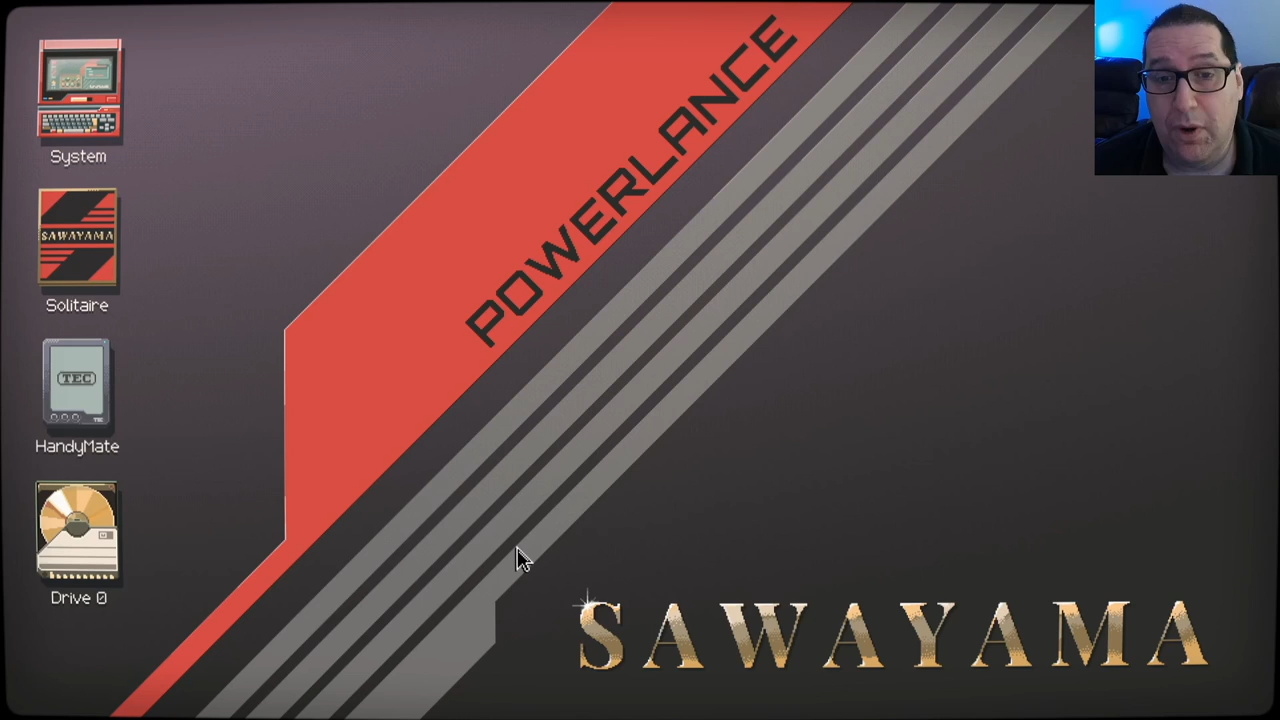 POWERLANCE
System
SAWAYAMA
Solitaire
TEC
HandyMate
Drive 0
SAWAYAMA